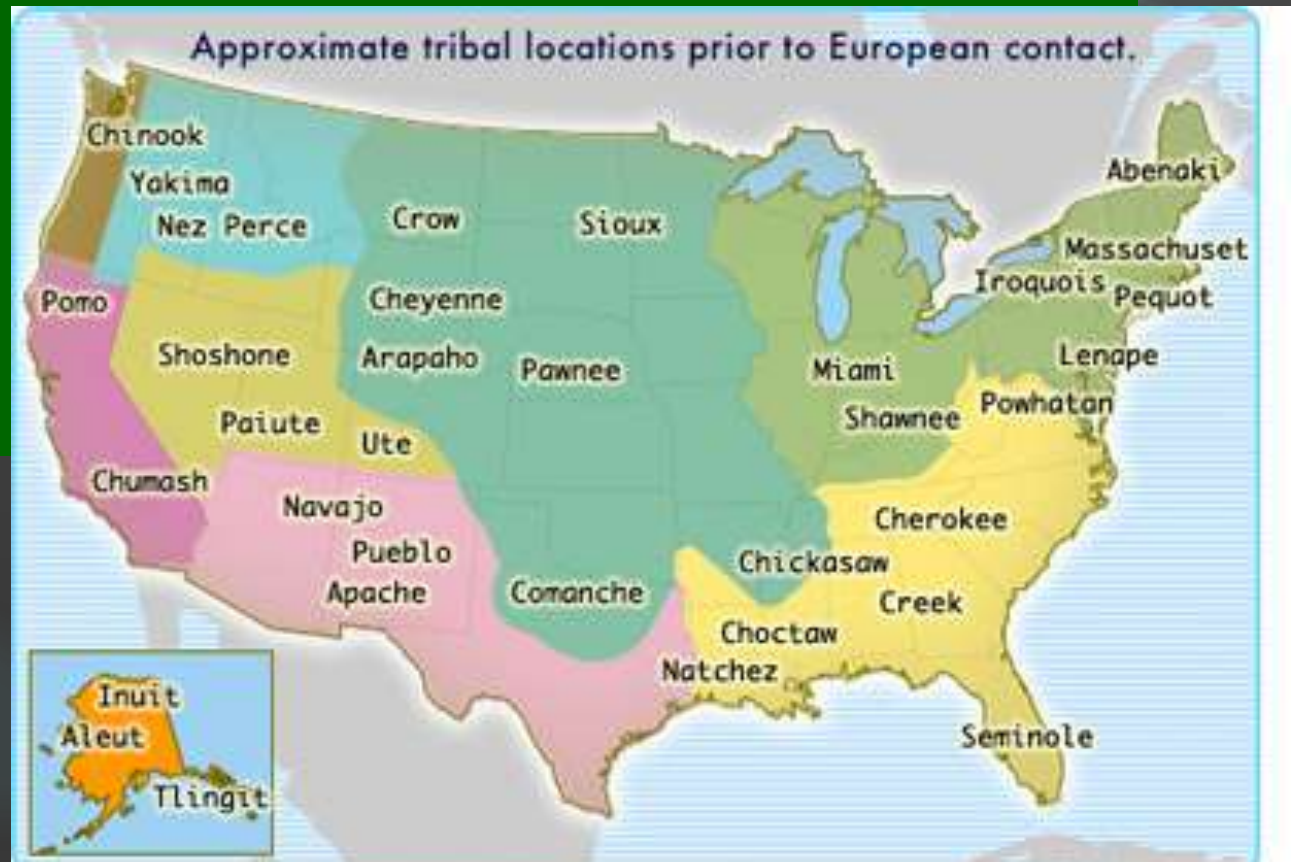 Approximate tribal locations prior to European contact.
Chinook
Yakima
Nez Perce
Crow
Sioux
Abenaki
Massachuset
Iroquois
Pequot
Pomo
Cheyenne
Shoshone
Arapaho
Pawnee
Miami
Lenape
Shawnee
Powhatan
Paiute
Ute
Chumash
Navajo
Pueblo
Apache
Comanche
Chickasaw
Cherokee
Creek
Choctaw
Natchez
Seminole
Inuit
Aleut
Tlingit